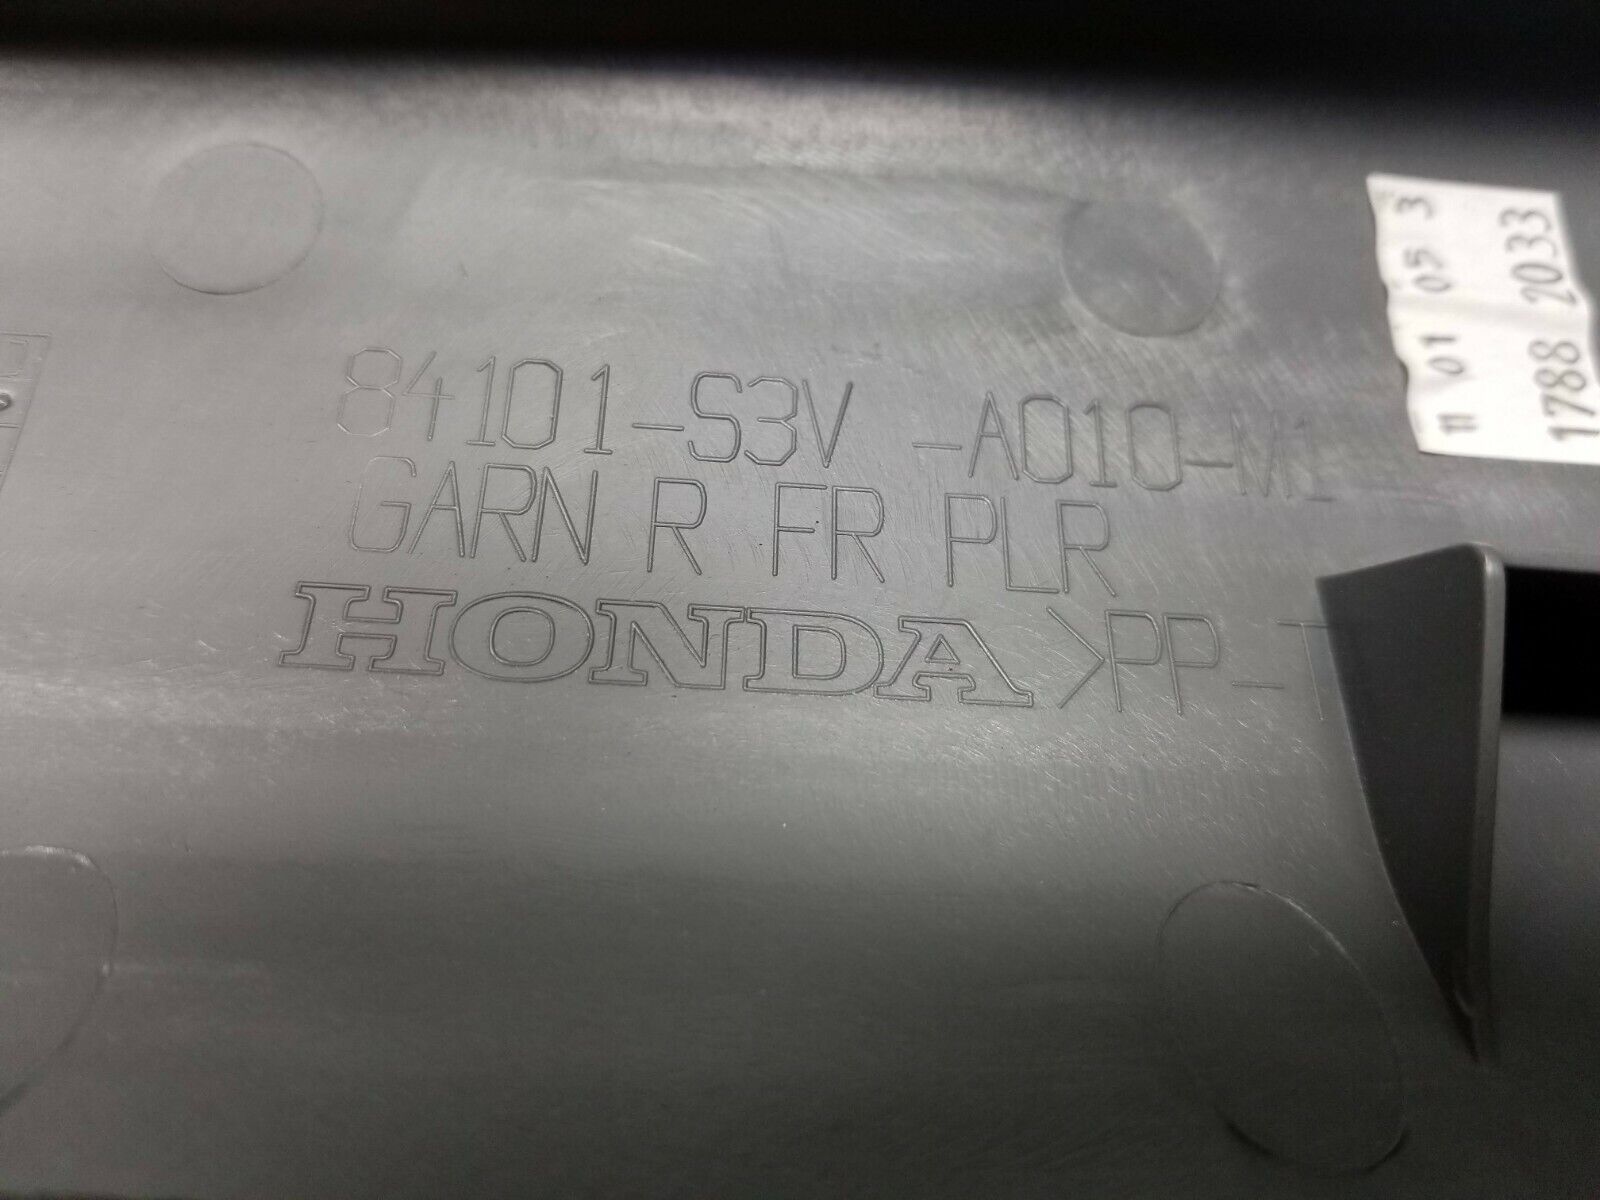 84101-S3V -A010-M1
GARN R FR PLR
HONDA >PP-T
11 01 05 3
1788 2033